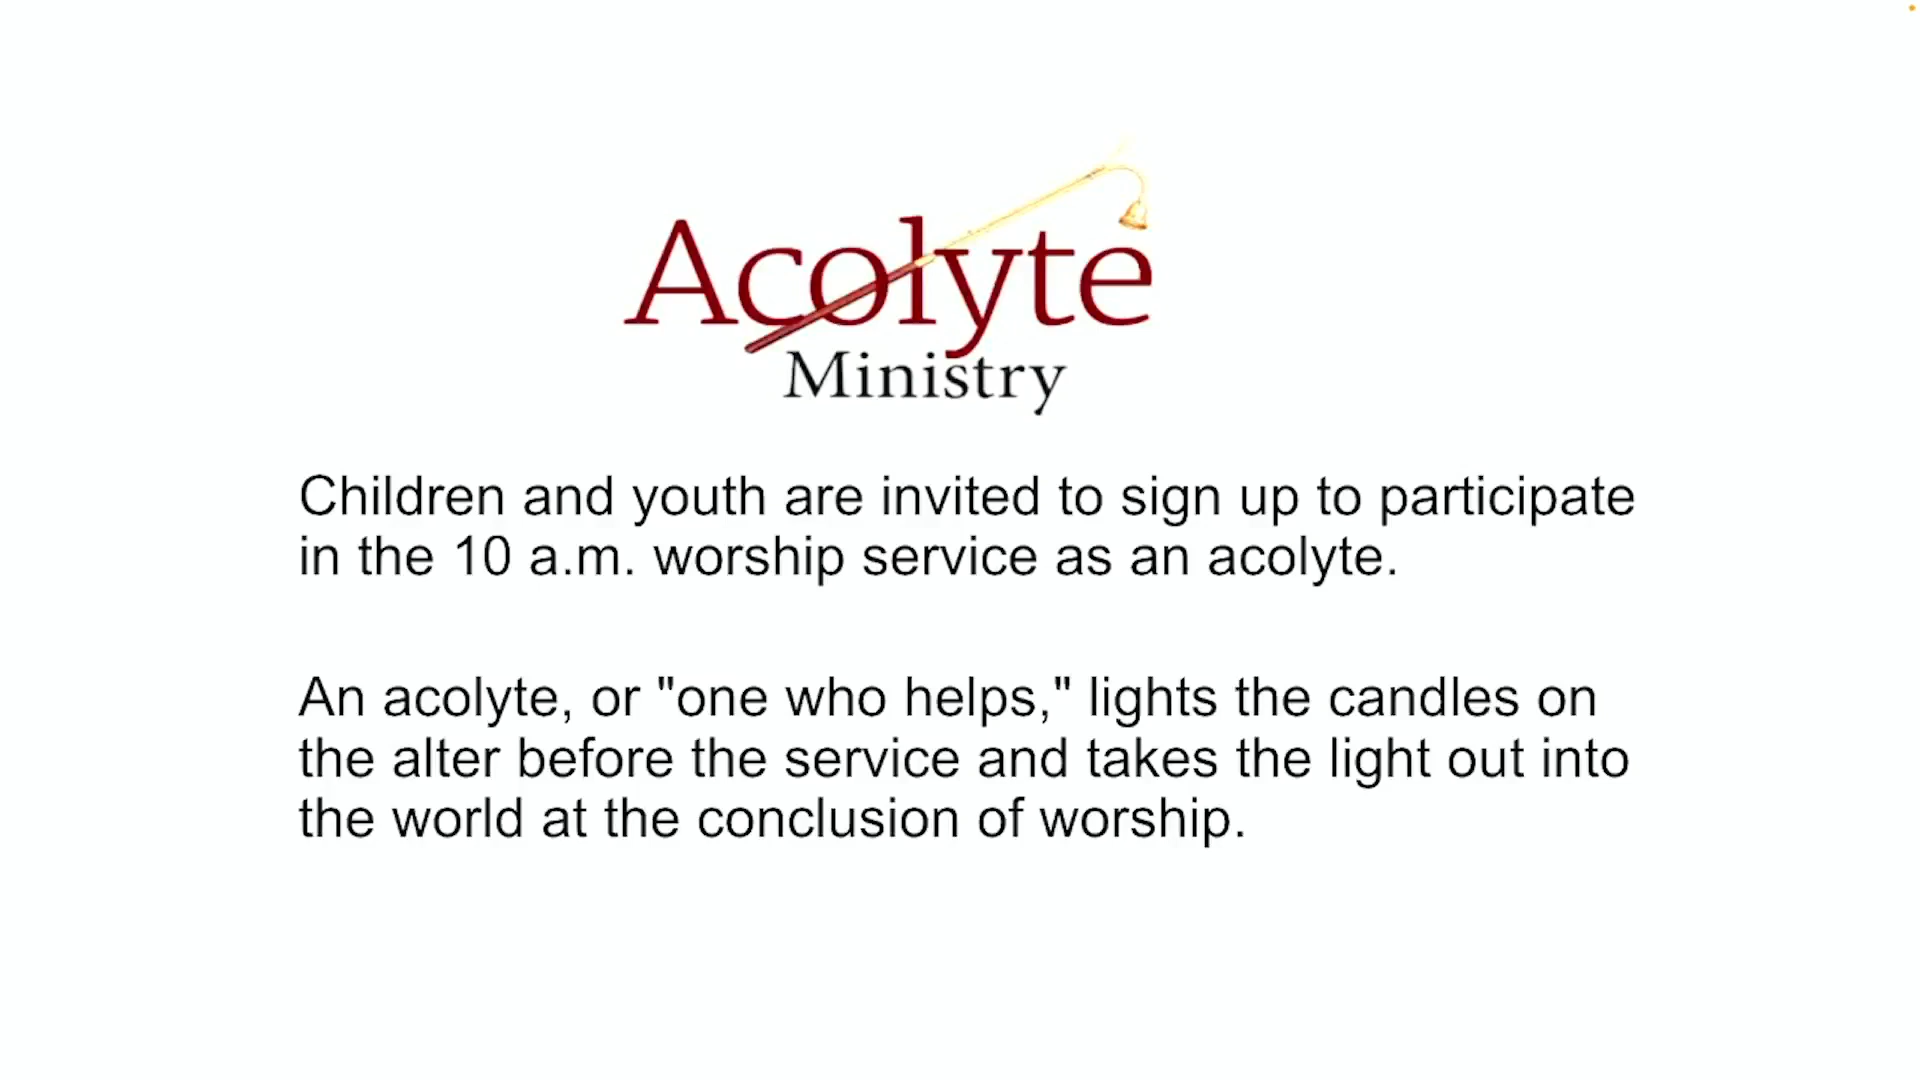 Acolyte
Ministry
Children and youth are invited to sign up to participate
in the 10 a.m. worship service as an acolyte.
An acolyte, or "one who helps," lights the candles on
the alter before the service and takes the light out into
the world at the conclusion of worship.